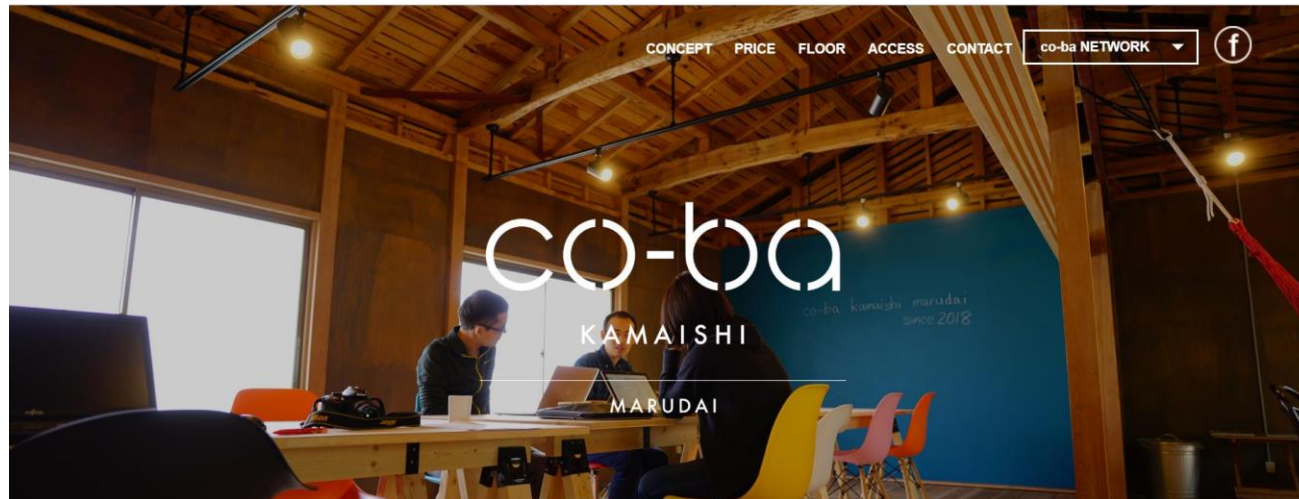 CONCEPT PRICE FLOOR ACCESS CONTACT co-ba NETWORK f
co-ba
KAMAISHI
MARUDAI
co-ba kamaishi marudai
since 2018